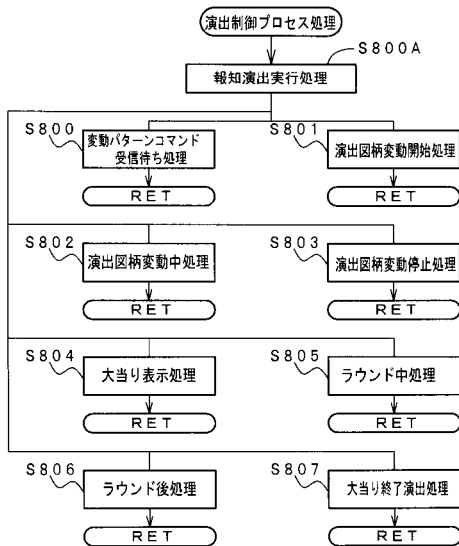 演出制御プロセス処理
S800A
報知演出実行処理
S800
変動パターンコマンド
受信待ち処理
RET
S801
演出図柄変動開始処理
RET
S802
演出図柄変動中処理
RET
S803
演出図柄変動停止処理
RET
S804
大当り表示処理
RET
S805
ラウンド中処理
RET
S806
ラウンド後処理
RET
S807
大当り終了演出処理
RET